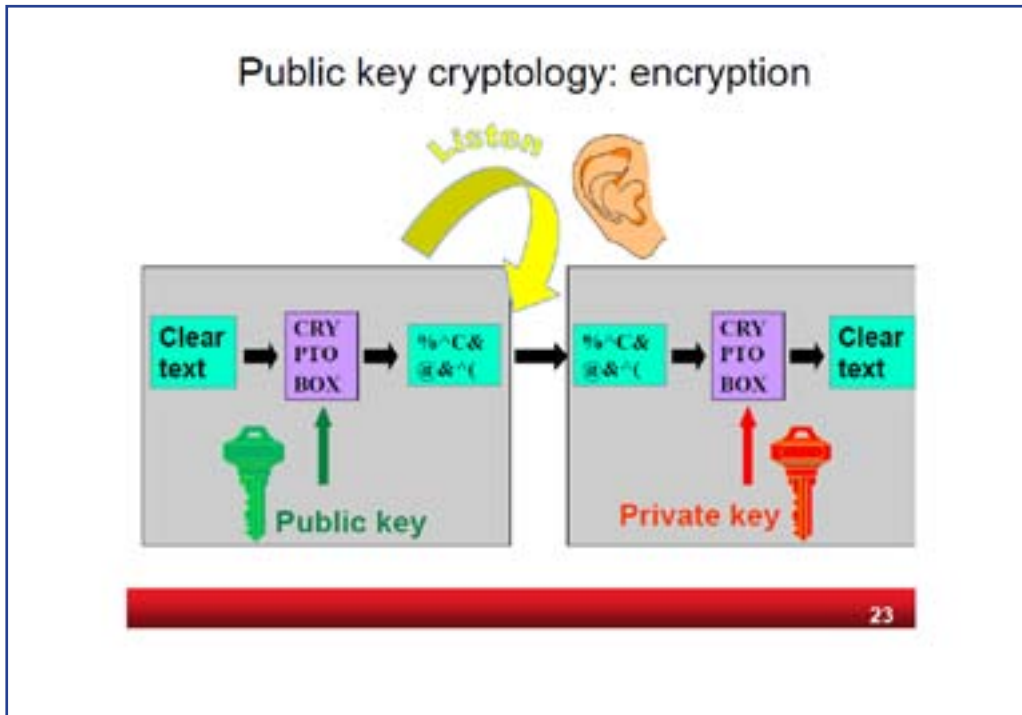 Public key cryptology: encryption
Listen
Clear
text
CRY
PTO
BOX
%^C&
@&^(
%^C&
@&^(
CRY
PTO
BOX
Clear
text
Public key
Private key
23